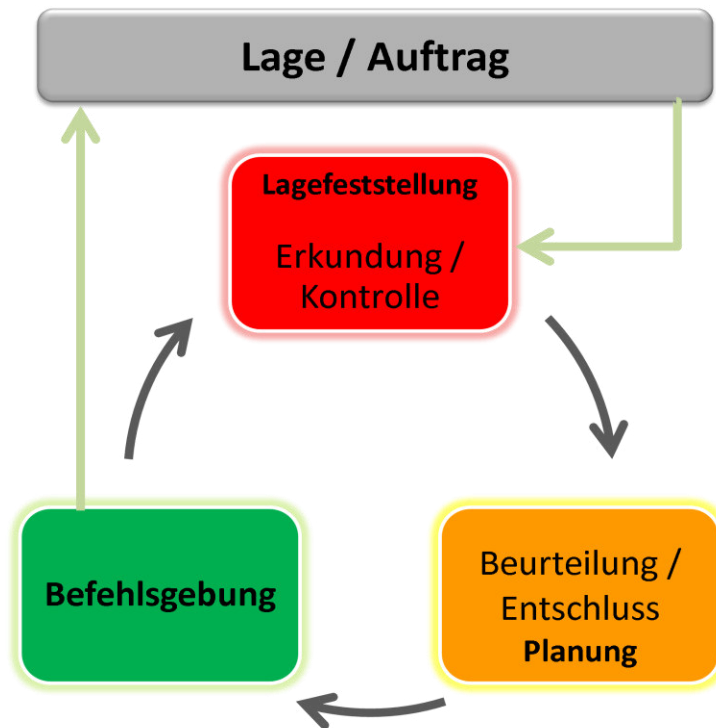 Lage / Auftrag
Lagefeststellung
Erkundung /
Kontrolle
Befehlsgebung
Beurteilung /
Entschluss
Planung